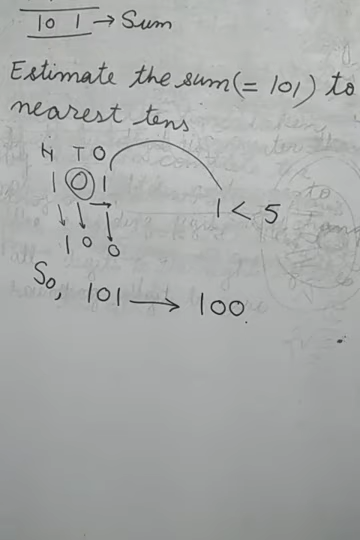 101 → Sum
Estimate the sum(= 101) to
nearest tens
H T O
1 0 1
1 < 5
1 0 0
So, 101 → 100.